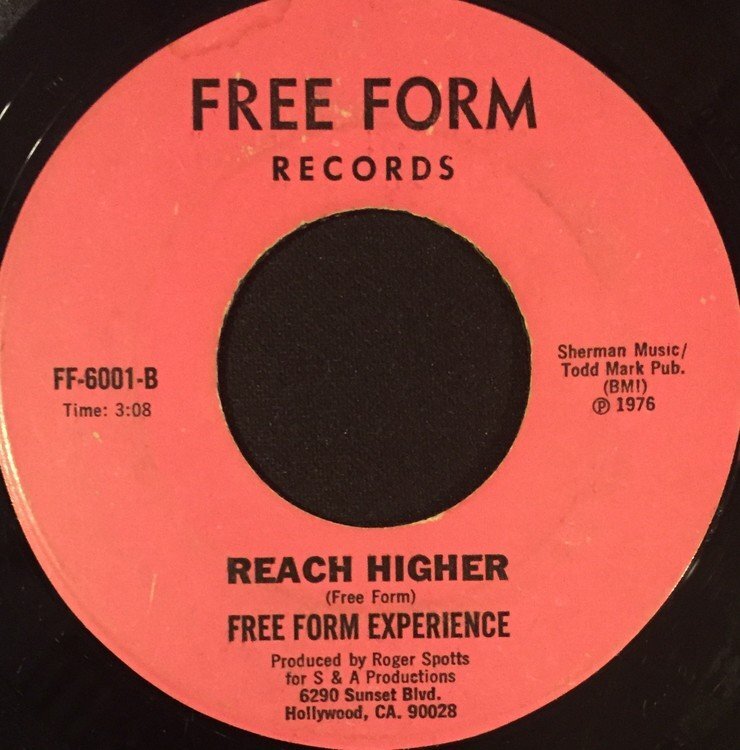 FREE FORM
RECORDS
FF-6001-B
Time: 3:08
Sherman Music/
Todd Mark Pub.
(BMI)
℗ 1976
REACH HIGHER
(Free Form)
FREE FORM EXPERIENCE
Produced by Roger Spotts
for S & A Productions
6290 Sunset Blvd.
Hollywood, CA. 90028